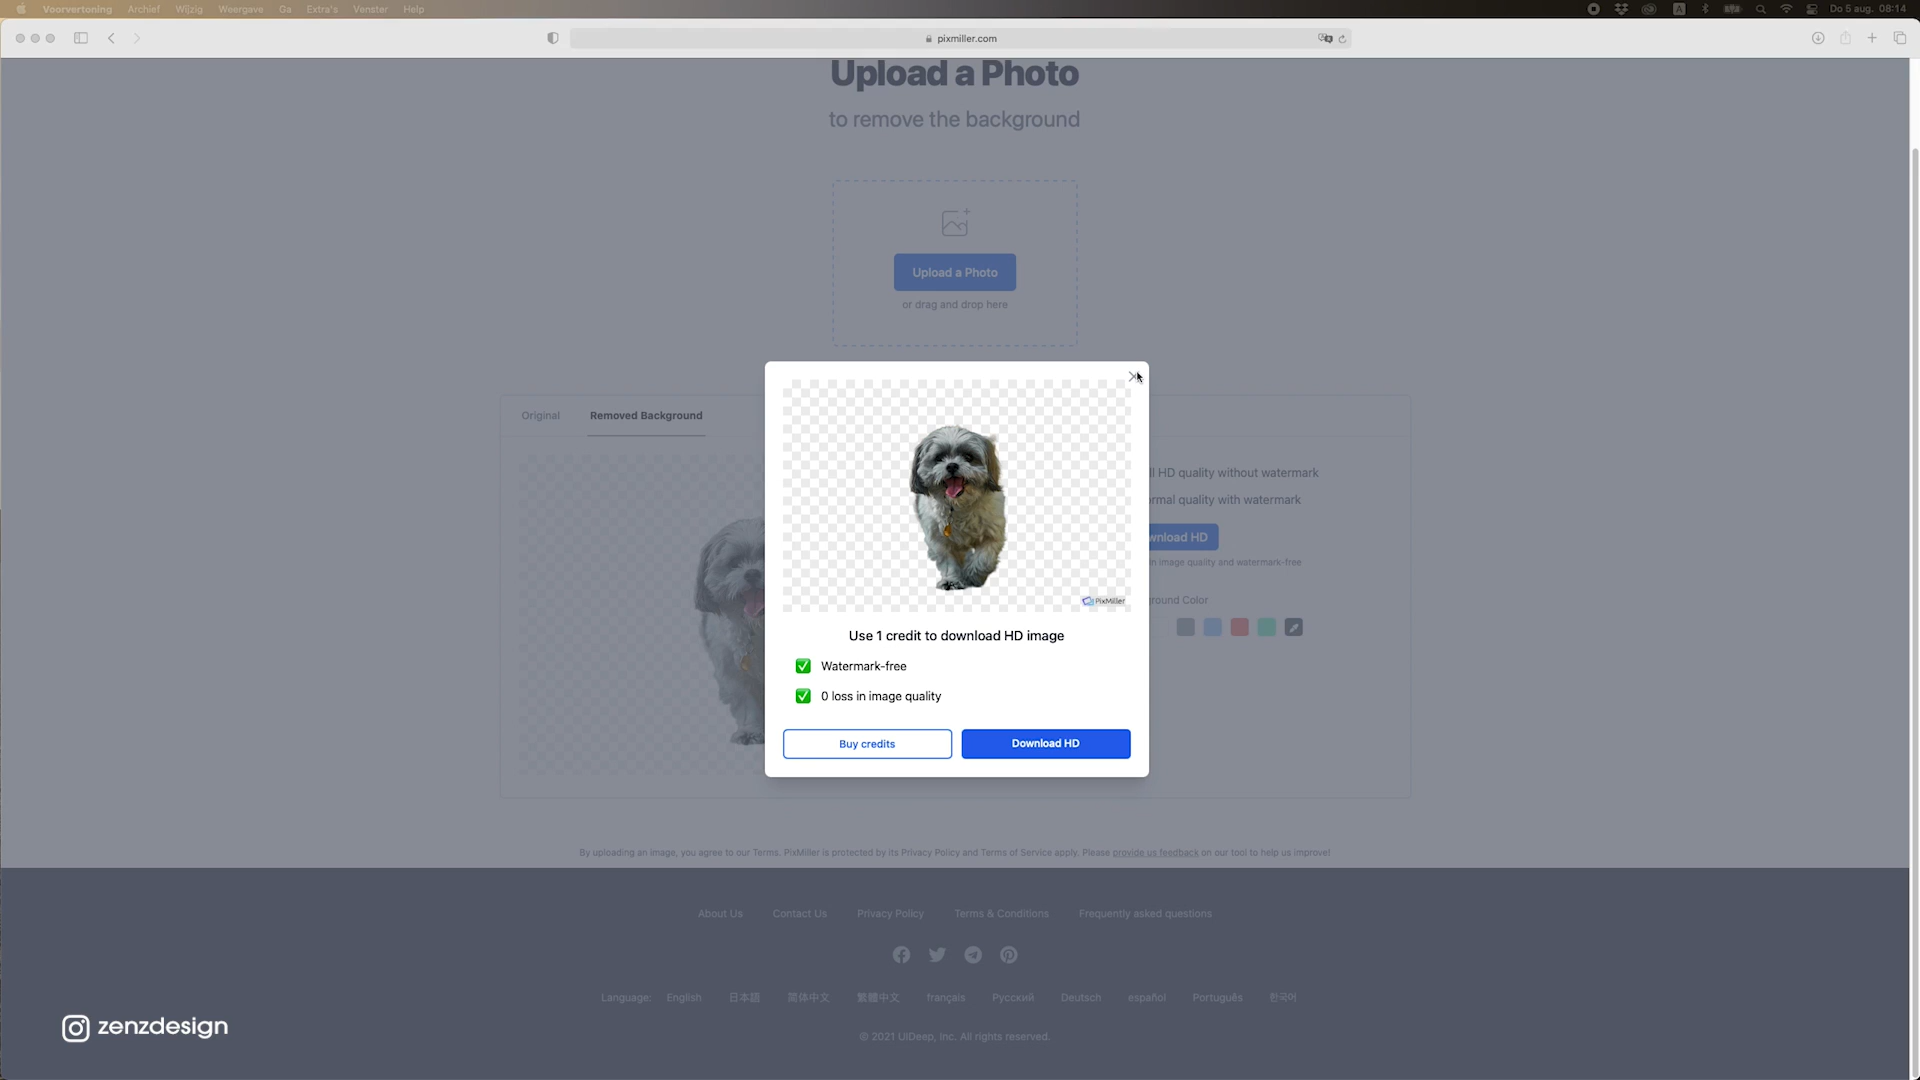 Voorvertoning Archief Wijzig Weergave Ga Extra's Venster Help Do 5 aug. 08:14
pixmiller.com
Upload a Photo
to remove the background
Upload a Photo
or drag and drop here
Original Removed Background
ll HD quality without watermark
rmal quality with watermark
wnload HD
in image quality and watermark-free
round Color
PixMiller
Use 1 credit to download HD image
Watermark-free
0 loss in image quality
Buy credits Download HD
By uploading an image, you agree to our Terms. PixMiller is protected by its Privacy Policy and Terms of Service apply. Please provide us feedback on our tool to help us improve!
About Us Contact Us Privacy Policy Terms & Conditions Frequently asked questions
Language: English 日本語 简体中文 繁體中文 français Русский Deutsch español Português 한국어
zenzdesign
© 2021 UIDeep, Inc. All rights reserved.